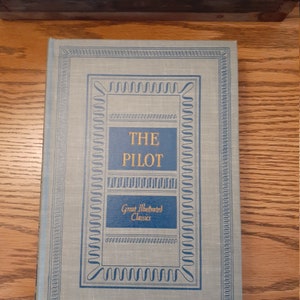 THE
PILOT
Great Illustrated
Classics